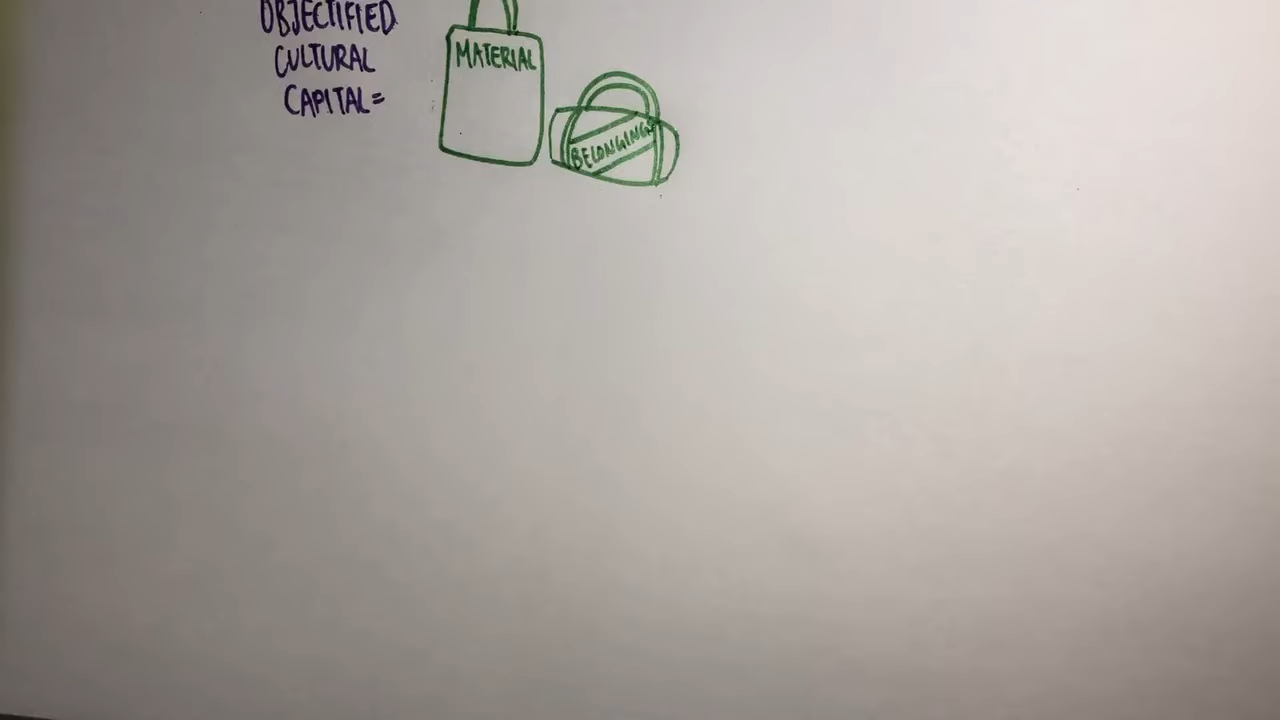 OBJECTIFIED
CULTURAL
CAPITAL=
MATERIAL
BELONGINGS